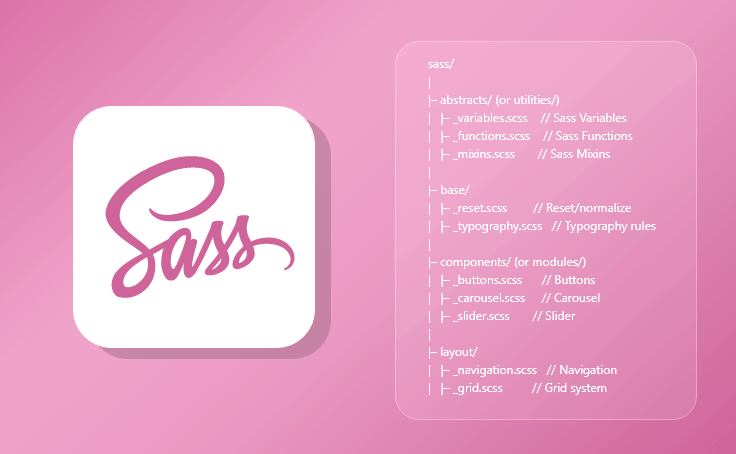 Sass
sass/
|
├─ abstracts/ (or utilities/)
| ├─ _variables.scss // Sass Variables
| ├─ _functions.scss // Sass Functions
| ├─ _mixins.scss // Sass Mixins
|
├─ base/
| ├─ _reset.scss // Reset/normalize
| ├─ _typography.scss // Typography rules
|
├─ components/ (or modules/)
| ├─ _buttons.scss // Buttons
| ├─ _carousel.scss // Carousel
| ├─ _slider.scss // Slider
|
├─ layout/
| ├─ _navigation.scss // Navigation
| ├─ _grid.scss // Grid system